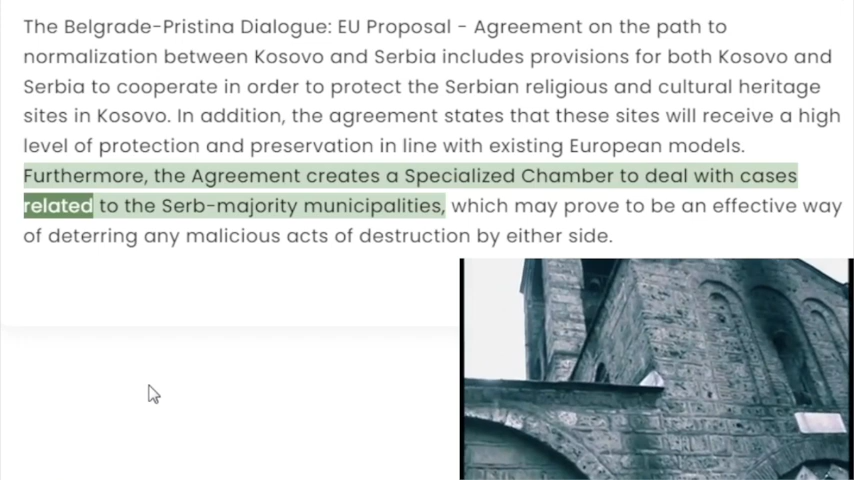 The Belgrade-Pristina Dialogue: EU Proposal - Agreement on the path to
normalization between Kosovo and Serbia includes provisions for both Kosovo and
Serbia to cooperate in order to protect the Serbian religious and cultural heritage
sites in Kosovo. In addition, the agreement states that these sites will receive a high
level of protection and preservation in line with existing European models.
Furthermore, the Agreement creates a Specialized Chamber to deal with cases
related to the Serb-majority municipalities, which may prove to be an effective way
of deterring any malicious acts of destruction by either side.